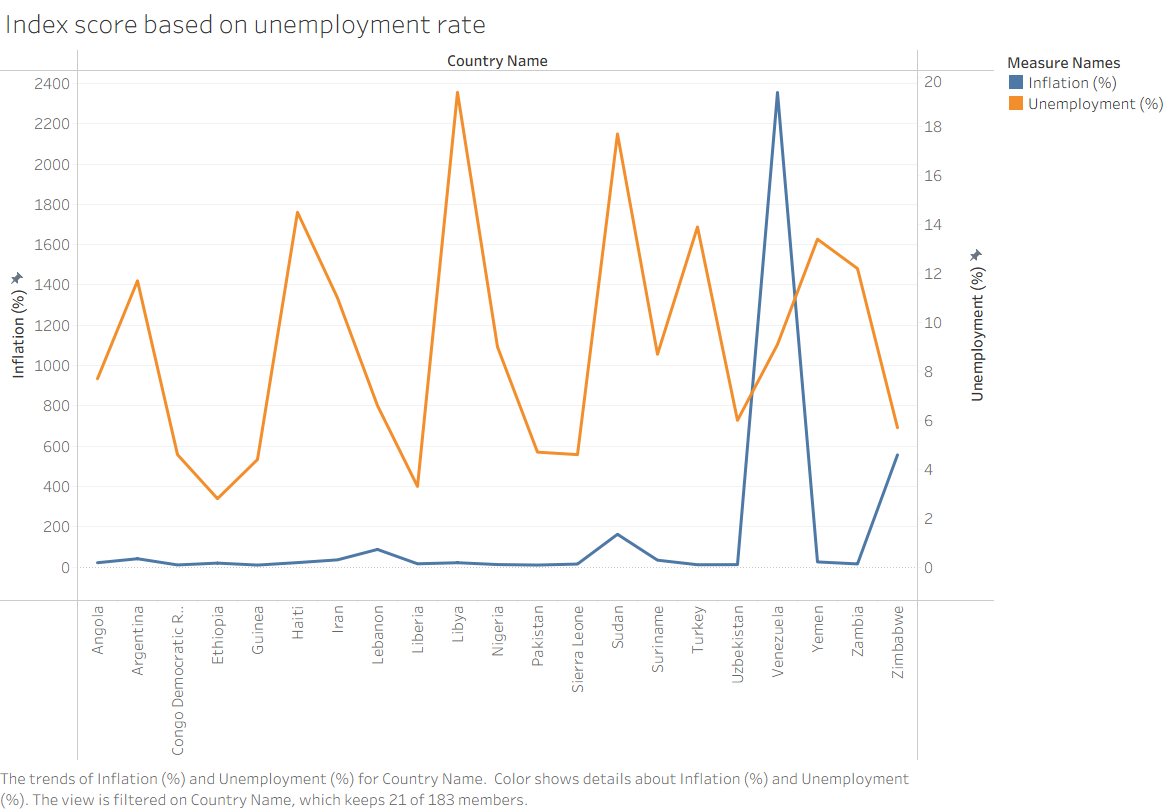 Index score based on unemployment rate
Country Name
Measure Names
Inflation (%)
Unemployment (%)
2400
2200
2000
1800
1600
1400
1200
1000
800
600
400
200
0
Inflation (%)
20
18
16
14
12
10
8
6
4
2
0
Unemployment (%)
Angola
Argentina
Congo Democratic R..
Ethiopia
Guinea
Haiti
Iran
Lebanon
Liberia
Libya
Nigeria
Pakistan
Sierra Leone
Sudan
Suriname
Turkey
Uzbekistan
Venezuela
Yemen
Zambia
Zimbabwe
The trends of Inflation (%) and Unemployment (%) for Country Name.  Color shows details about Inflation (%) and Unemployment
(%). The view is filtered on Country Name, which keeps 21 of 183 members.